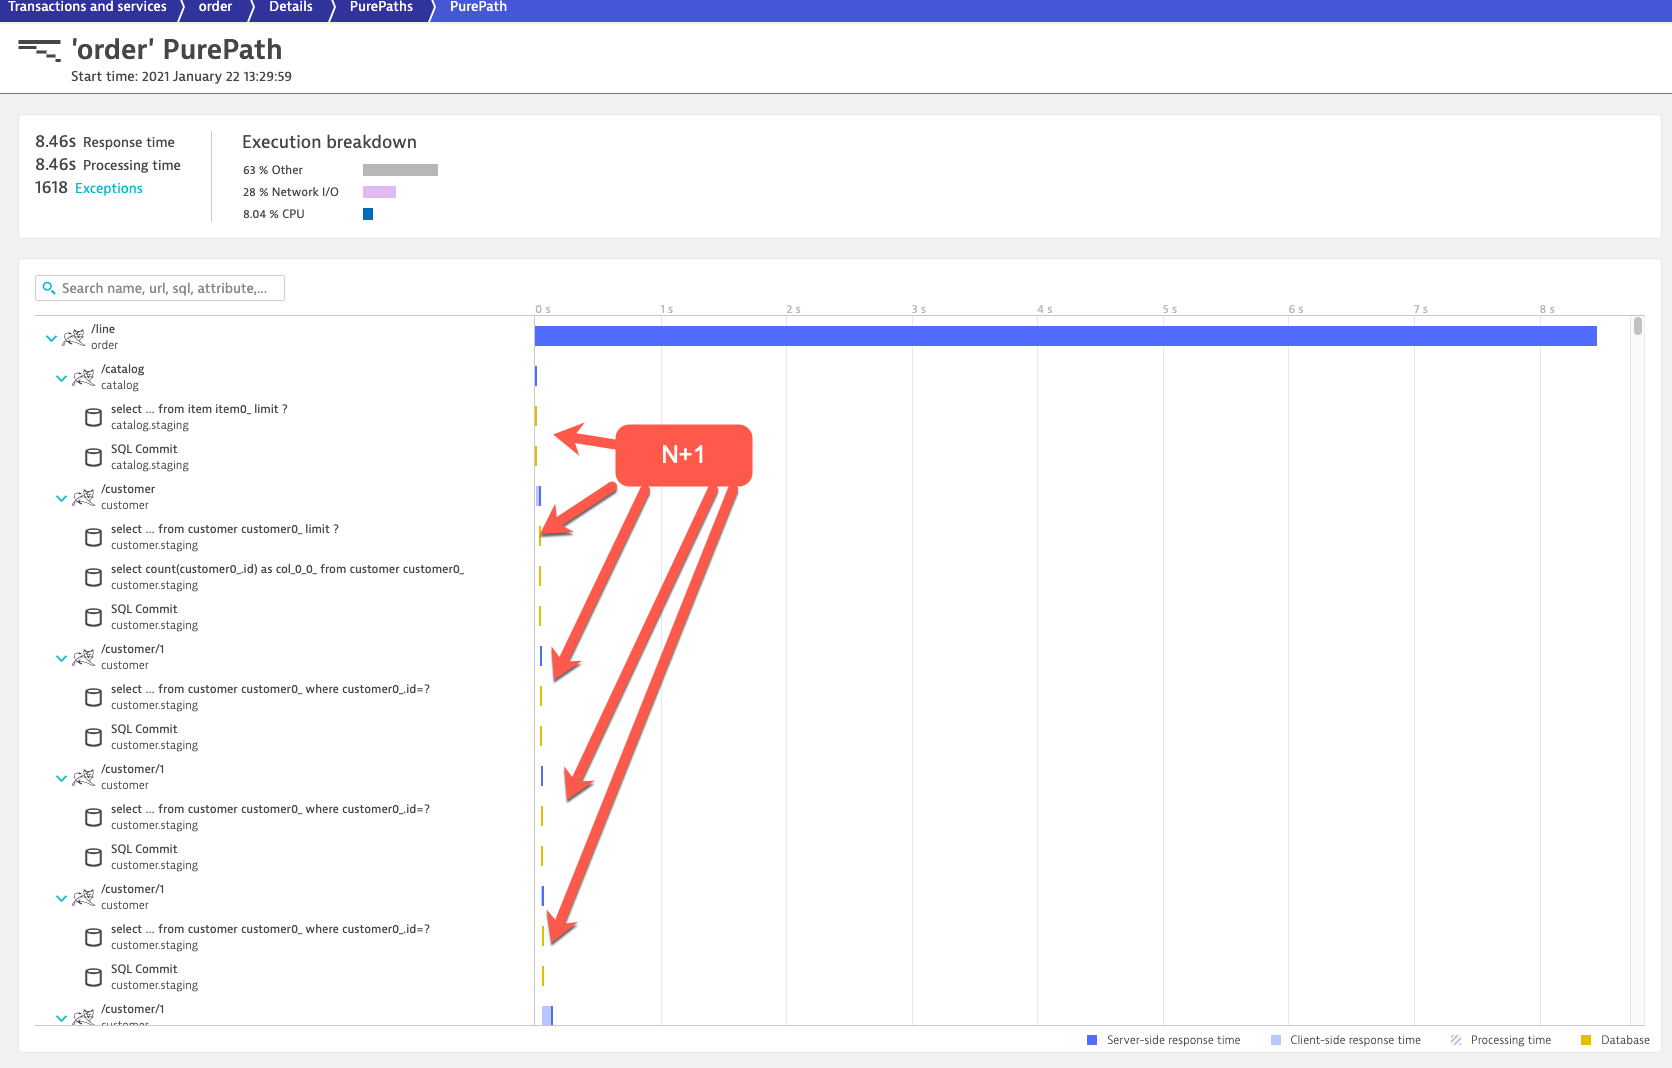 Transactions and services order Details PurePaths PurePath
'order' PurePath
Start time: 2021 January 22 13:29:59
8.46s Response time
8.46s Processing time
1618 Exceptions
Execution breakdown
63 % Other
28 % Network I/O
8.04 % CPU
Search name, url, sql, attribute,...
0 s 1 s 2 s 3 s 4 s 5 s 6 s 7 s 8 s
/line
order
/catalog
catalog
select ... from item item0_ limit ?
catalog.staging
SQL Commit
catalog.staging
N+1
/customer
customer
select ... from customer customer0_ limit ?
customer.staging
select count(customer0_.id) as col_0_0_ from customer customer0_
customer.staging
SQL Commit
customer.staging
/customer/1
customer
select ... from customer customer0_ where customer0_.id=?
customer.staging
SQL Commit
customer.staging
/customer/1
customer
select ... from customer customer0_ where customer0_.id=?
customer.staging
SQL Commit
customer.staging
/customer/1
customer
select ... from customer customer0_ where customer0_.id=?
customer.staging
SQL Commit
customer.staging
/customer/1
customer
Server-side response time Client-side response time Processing time Database